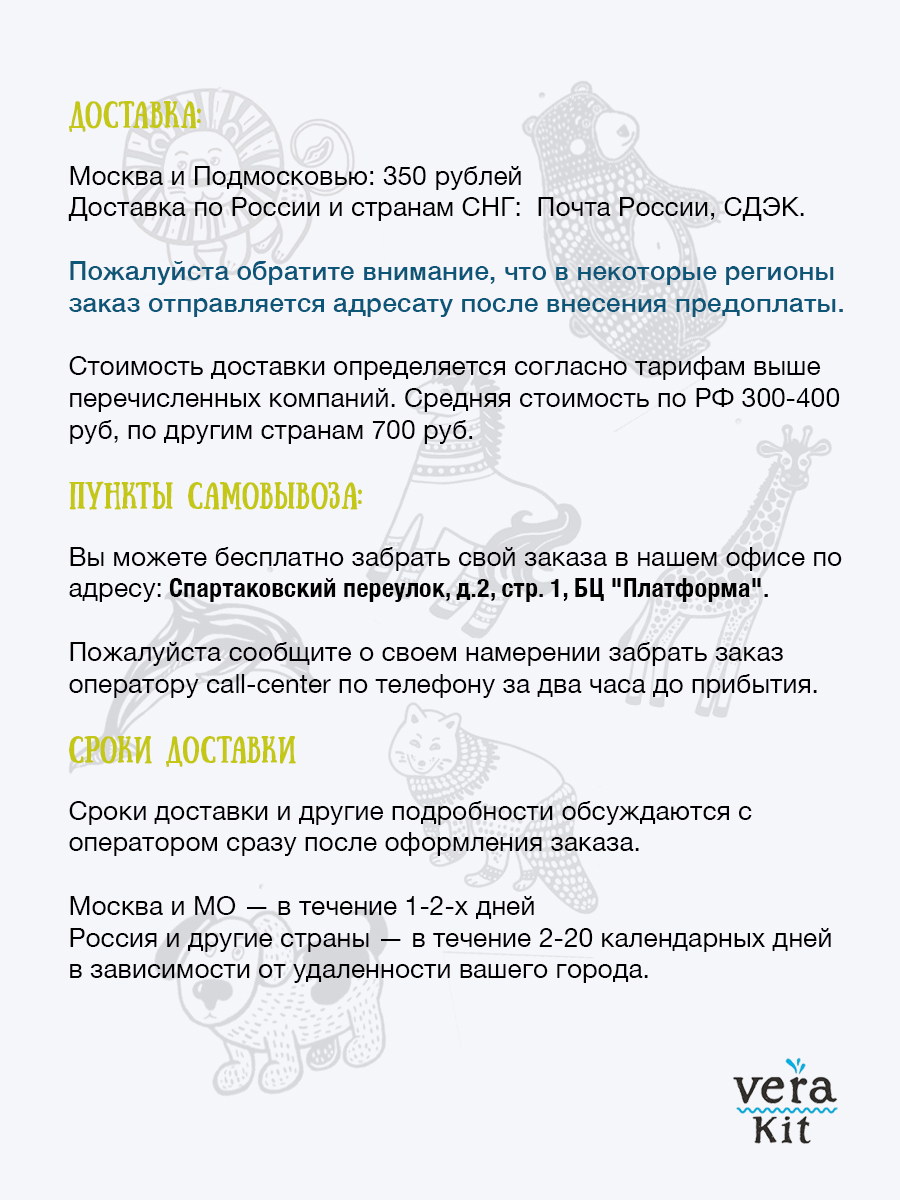 ДОСТАВКА:
Москва и Подмосковью: 350 рублей
Доставка по России и странам СНГ: Почта России, СДЭК.
Пожалуйста обратите внимание, что в некоторые регионы
заказ отправляется адресату после внесения предоплаты.
Стоимость доставки определяется согласно тарифам выше
перечисленных компаний. Средняя стоимость по РФ 300-400
руб, по другим странам 700 руб.
ПУНКТЫ САМОВЫВОЗА:
Вы можете бесплатно забрать свой заказа в нашем офисе по
адресу: Спартаковский переулок, д.2, стр. 1, БЦ "Платформа".
Пожалуйста сообщите о своем намерении забрать заказ
оператору call-center по телефону за два часа до прибытия.
СРОКИ ДОСТАВКИ
Сроки доставки и другие подробности обсуждаются с
оператором сразу после оформления заказа.
Москва и МО — в течение 1-2-х дней
Россия и другие страны — в течение 2-20 календарных дней
в зависимости от удаленности вашего города.
vera
Kit